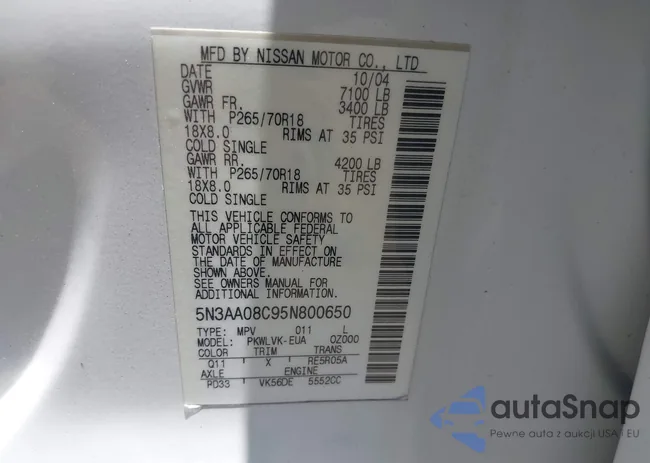 MFD BY NISSAN MOTOR CO., LTD
DATE 10/04
GVWR 7100 LB
GAWR FR. 3400 LB
WITH P265/70R18 TIRES
18X8.0 RIMS AT 35 PSI
COLD SINGLE
GAWR RR. 4200 LB
WITH P265/70R18 TIRES
18X8.0 RIMS AT 35 PSI
COLD SINGLE
THIS VEHICLE CONFORMS TO
ALL APPLICABLE FEDERAL
MOTOR VEHICLE SAFETY
STANDARDS IN EFFECT ON
THE DATE OF MANUFACTURE
SHOWN ABOVE.
SEE OWNERS MANUAL FOR
ADDITIONAL INFORMATION.
5N3AA08C95N800650
TYPE: MPV 011 L
MODEL: PKWLVK-EUA 0Z000
COLOR TRIM TRANS
Q11 X RE5R05A
AXLE ENGINE
PD33 VK56DE 5552CC
autaSnap
Pewne auta z aukcji USA i EU